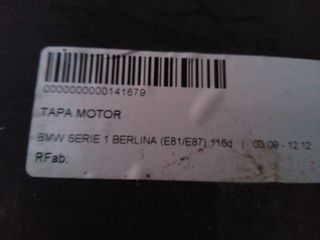 0000000000141679
TAPA MOTOR
BMW SERIE 1 BERLINA (E81/E87) 116d | 03.09 - 12.12
RFab: